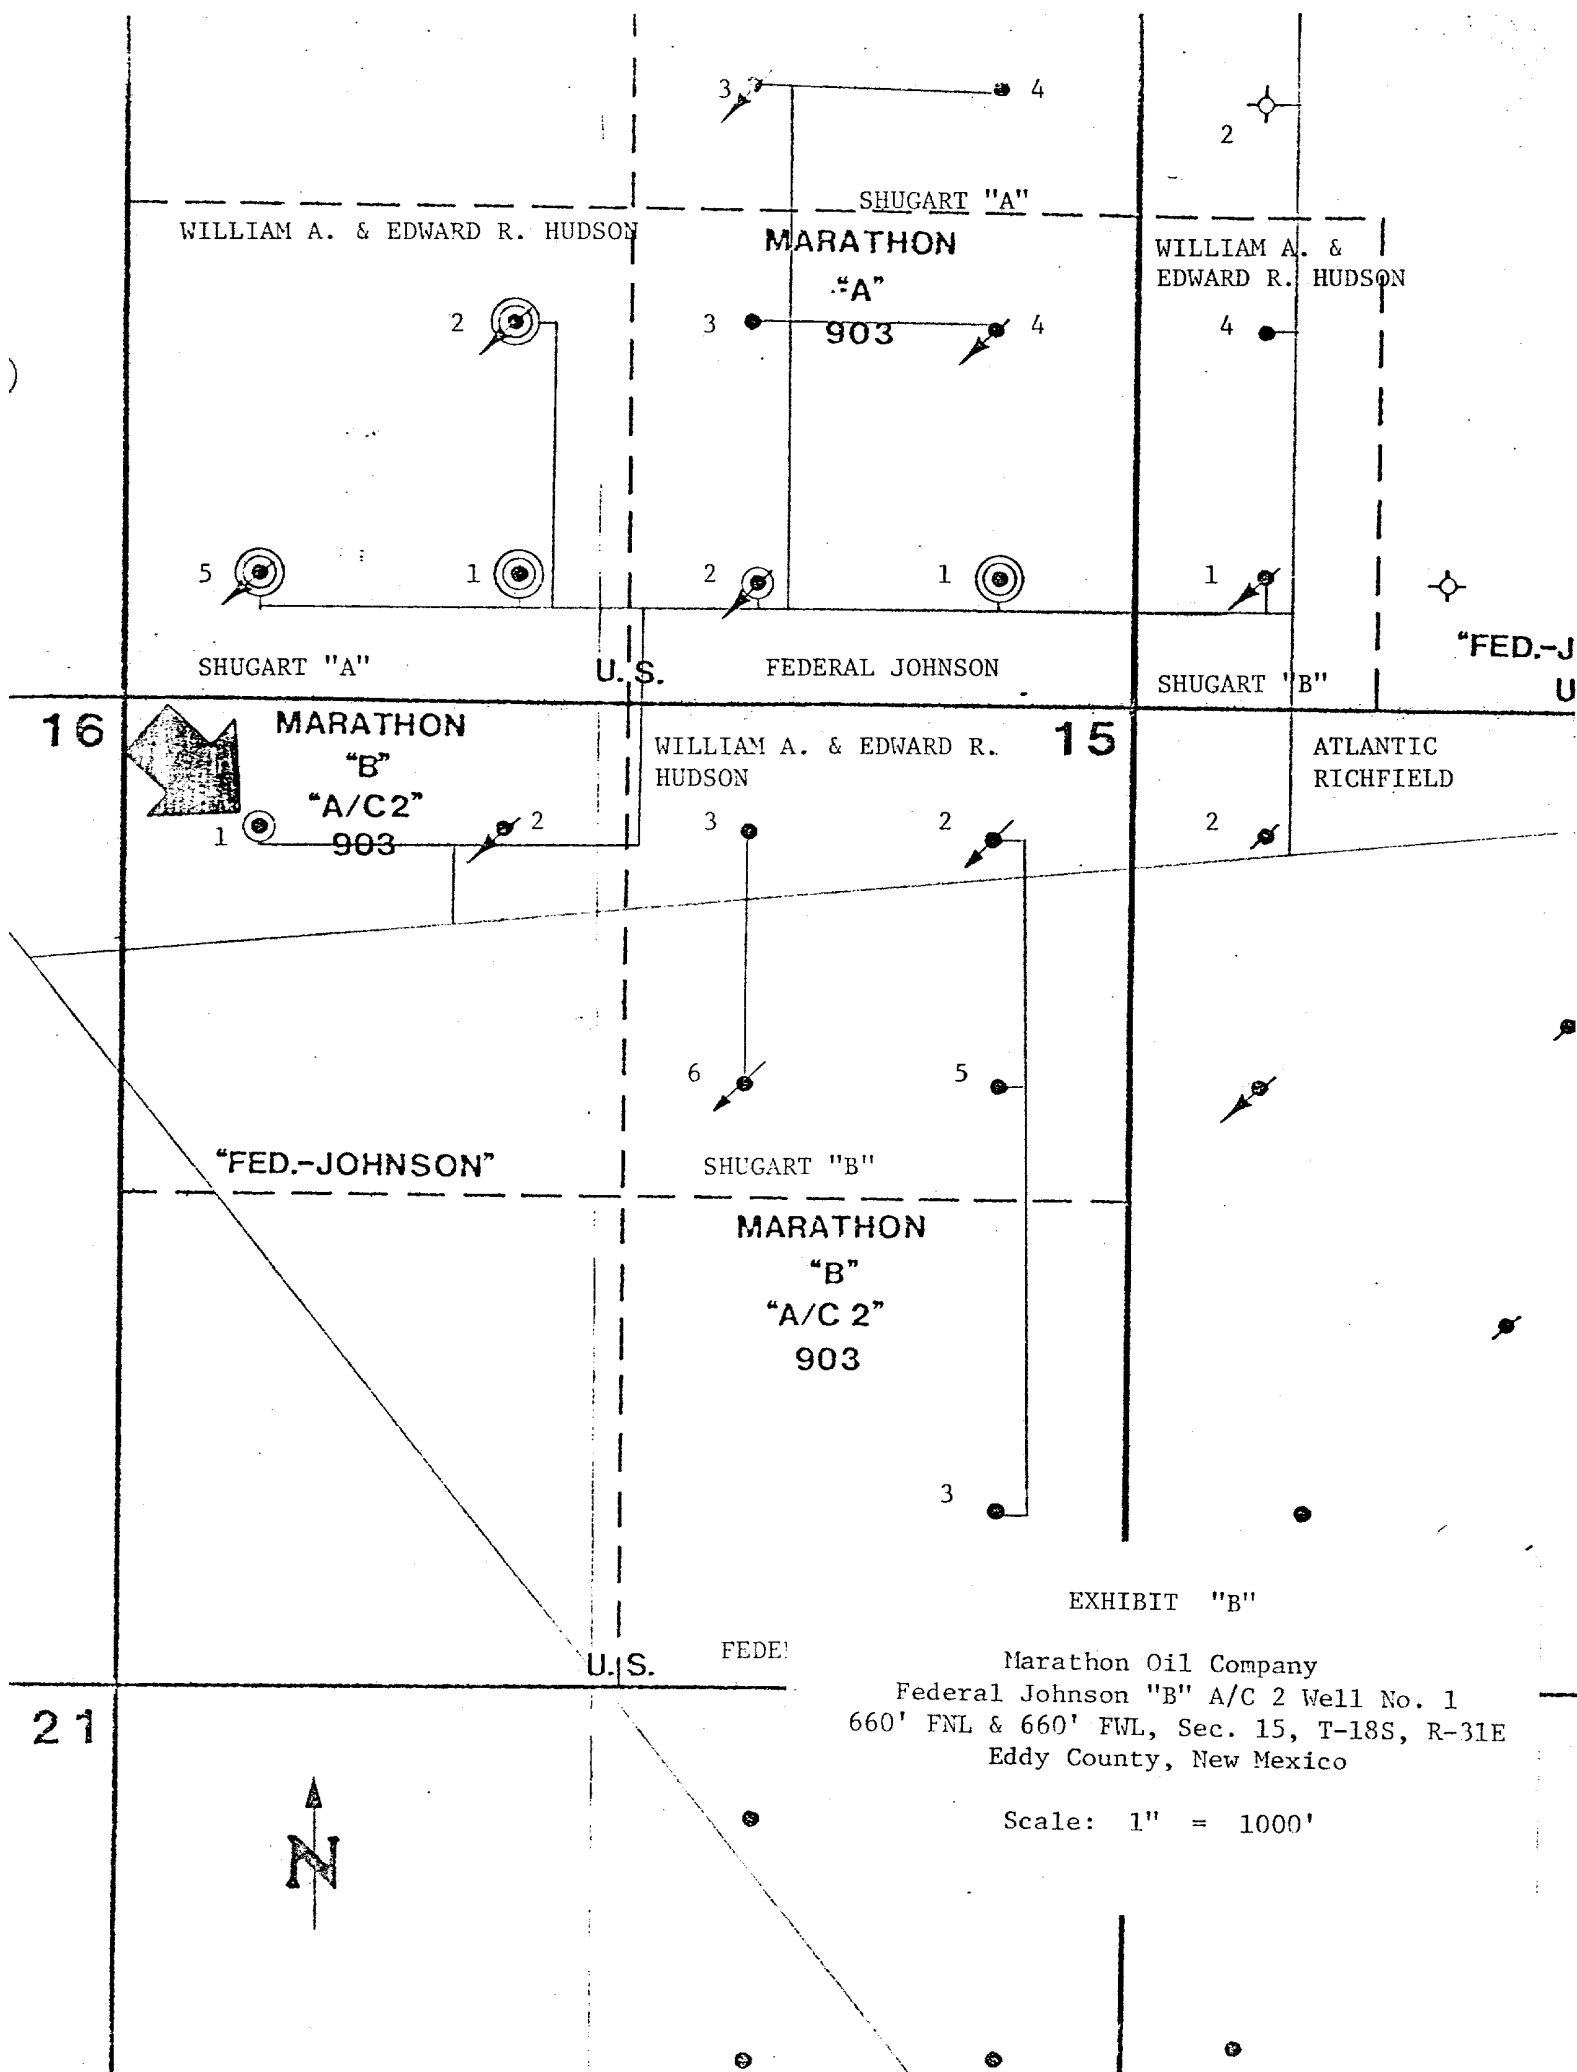 3
4
2
SHUGART "A"
WILLIAM A. & EDWARD R. HUDSON
MARATHON
"A"
903
WILLIAM A. &
EDWARD R. HUDSON
2
3
4
4
5
1
2
1
1
"FED.-J
SHUGART "A"
U.S.
FEDERAL JOHNSON
SHUGART "B"
U
16
MARATHON
"B"
"A/C2"
903
WILLIAM A. & EDWARD R.
HUDSON
15
ATLANTIC
RICHFIELD
1
2
3
2
2
6
5
"FED.-JOHNSON"
SHUGART "B"
MARATHON
"B"
"A/C 2"
903
3
EXHIBIT "B"
U.S.
FEDE
Marathon Oil Company
Federal Johnson "B" A/C 2 Well No. 1
660' FNL & 660' FWL, Sec. 15, T-18S, R-31E
Eddy County, New Mexico
21
Scale: 1" = 1000'
N